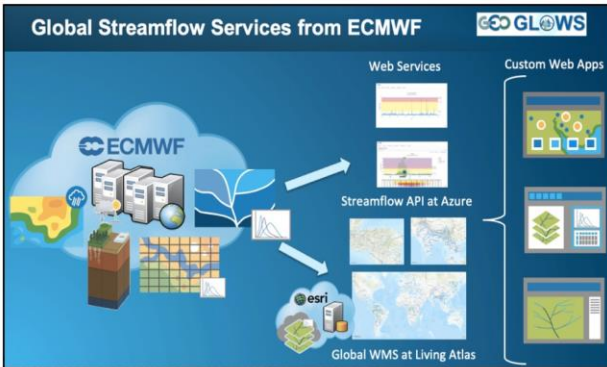 Global Streamflow Services from ECMWF
GEO GLOWS
Web Services
Custom Web Apps
ECMWF
Streamflow API at Azure
esri
Global WMS at Living Atlas